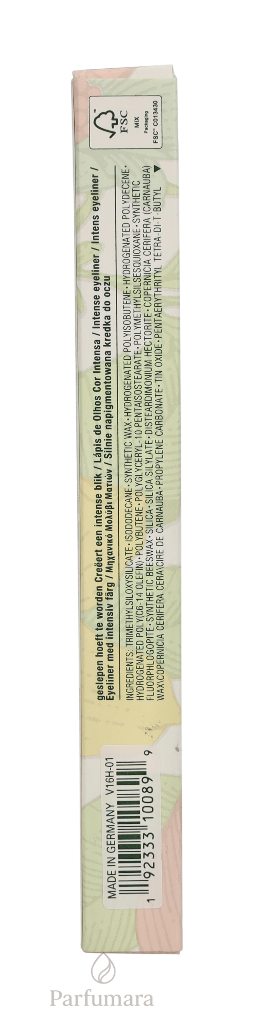 FSC
MIX
Packaging
FSC® C013430
geslepen hoeft te worden Creëert een intense blik / Lápis de Olhos Cor Intensa / Intense eyeliner / Intens eyeliner /
Eyeliner med intensiv färg / Μηχανικό Μολύβι Ματιών / Silnie napigmentowana kredka do oczu
INGREDIENTS: TRIMETHYLSILOXYSILICATE • ISODODECANE • SYNTHETIC WAX • HYDROGENATED POLYISOBUTENE • HYDROGENATED POLYDECENE •
HYDROGENATED POLY(C6-14 OLEFIN) • POLYBUTENE • POLYGLYCERYL-10 PENTAISOSTEARATE • POLYMETHYLSILSESQUIOXANE • SYNTHETIC
FLUORPHLOGOPITE • SYNTHETIC BEESWAX • SILICA • SILICA SILYLATE • DISTEARDIMONIUM HECTORITE • COPERNICIA CERIFERA (CARNAUBA)
WAX\COPERNICIA CERIFERA CERA\CIRE DE CARNAUBA • PROPYLENE CARBONATE • TIN OXIDE • PENTAERYTHRITYL TETRA-DI-T-BUTYL
MADE IN GERMANY V16H-01
1 92333 10089 9
Parfumara